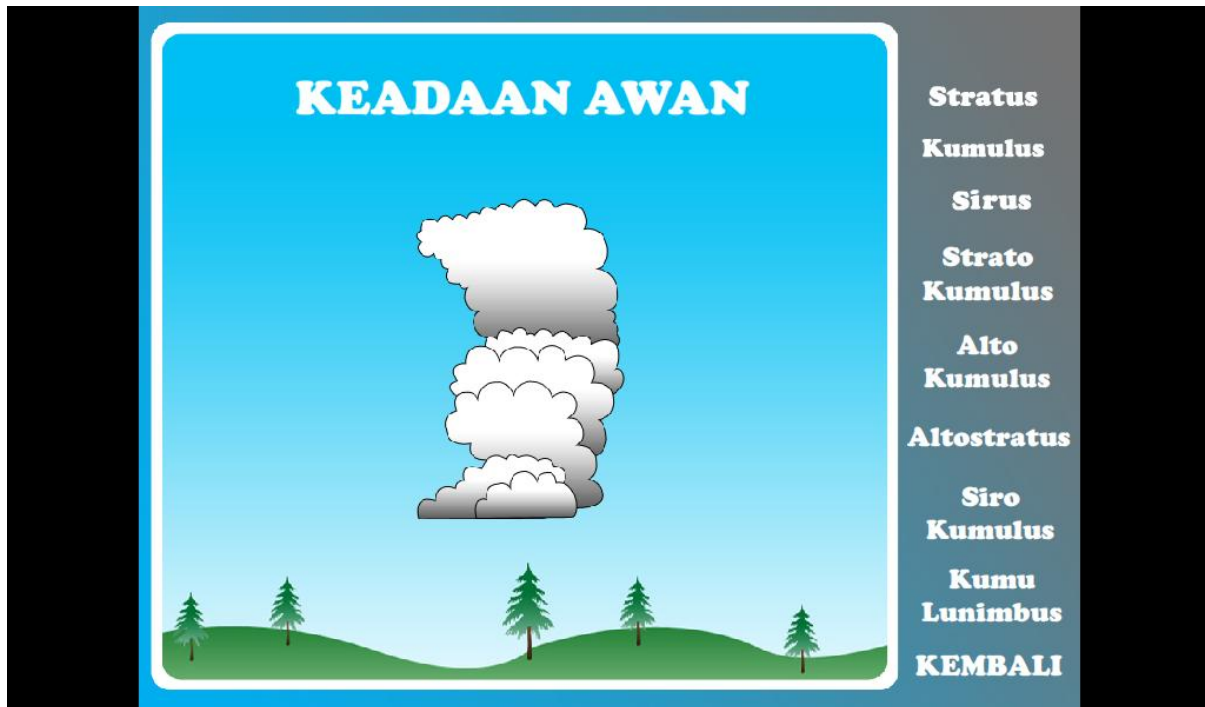 KEADAAN AWAN
Stratus
Kumulus
Sirus
Strato
Kumulus
Alto
Kumulus
Altostratus
Siro
Kumulus
Kumu
Lunimbus
KEMBALI